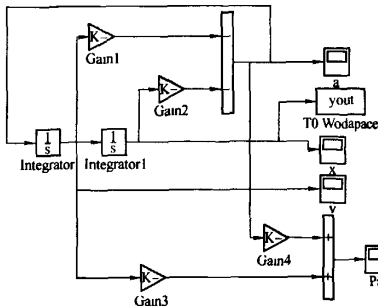 K−
Gain1
K−
Gain2
a
yout
T0 Wodapace
1
s
Integrator
1
s
Integrator1
x
v
K−
Gain4
K−
Gain3